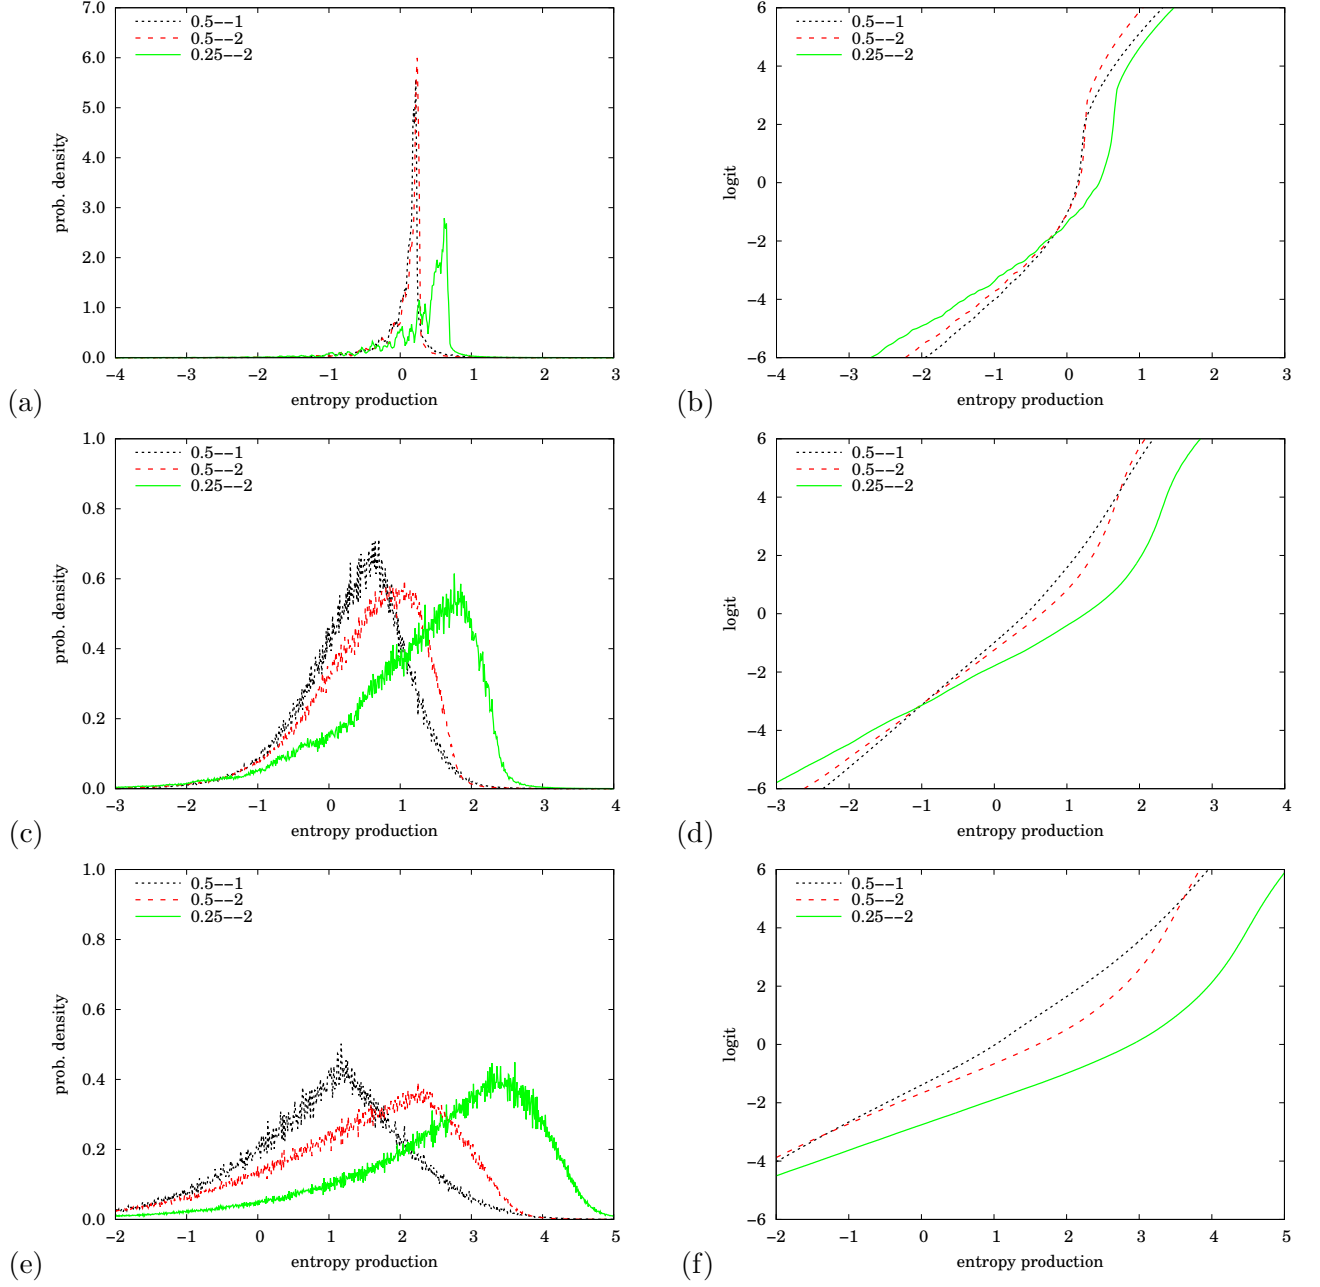 7.0
6.0
5.0
4.0
3.0
2.0
1.0
0.0
prob. density
0.5−−1
0.5−−2
0.25−−2
−4 −3 −2 −1 0 1 2 3
entropy production
(a)
6
4
2
0
−2
−4
−6
logit
0.5−−1
0.5−−2
0.25−−2
−4 −3 −2 −1 0 1 2 3
entropy production
(b)
1.0
0.8
0.6
0.4
0.2
0.0
prob. density
0.5−−1
0.5−−2
0.25−−2
−3 −2 −1 0 1 2 3 4
entropy production
(c)
6
4
2
0
−2
−4
−6
logit
0.5−−1
0.5−−2
0.25−−2
−3 −2 −1 0 1 2 3 4
entropy production
(d)
1.0
0.8
0.6
0.4
0.2
0.0
prob. density
0.5−−1
0.5−−2
0.25−−2
−2 −1 0 1 2 3 4 5
entropy production
(e)
6
4
2
0
−2
−4
−6
logit
0.5−−1
0.5−−2
0.25−−2
−2 −1 0 1 2 3 4 5
entropy production
(f)